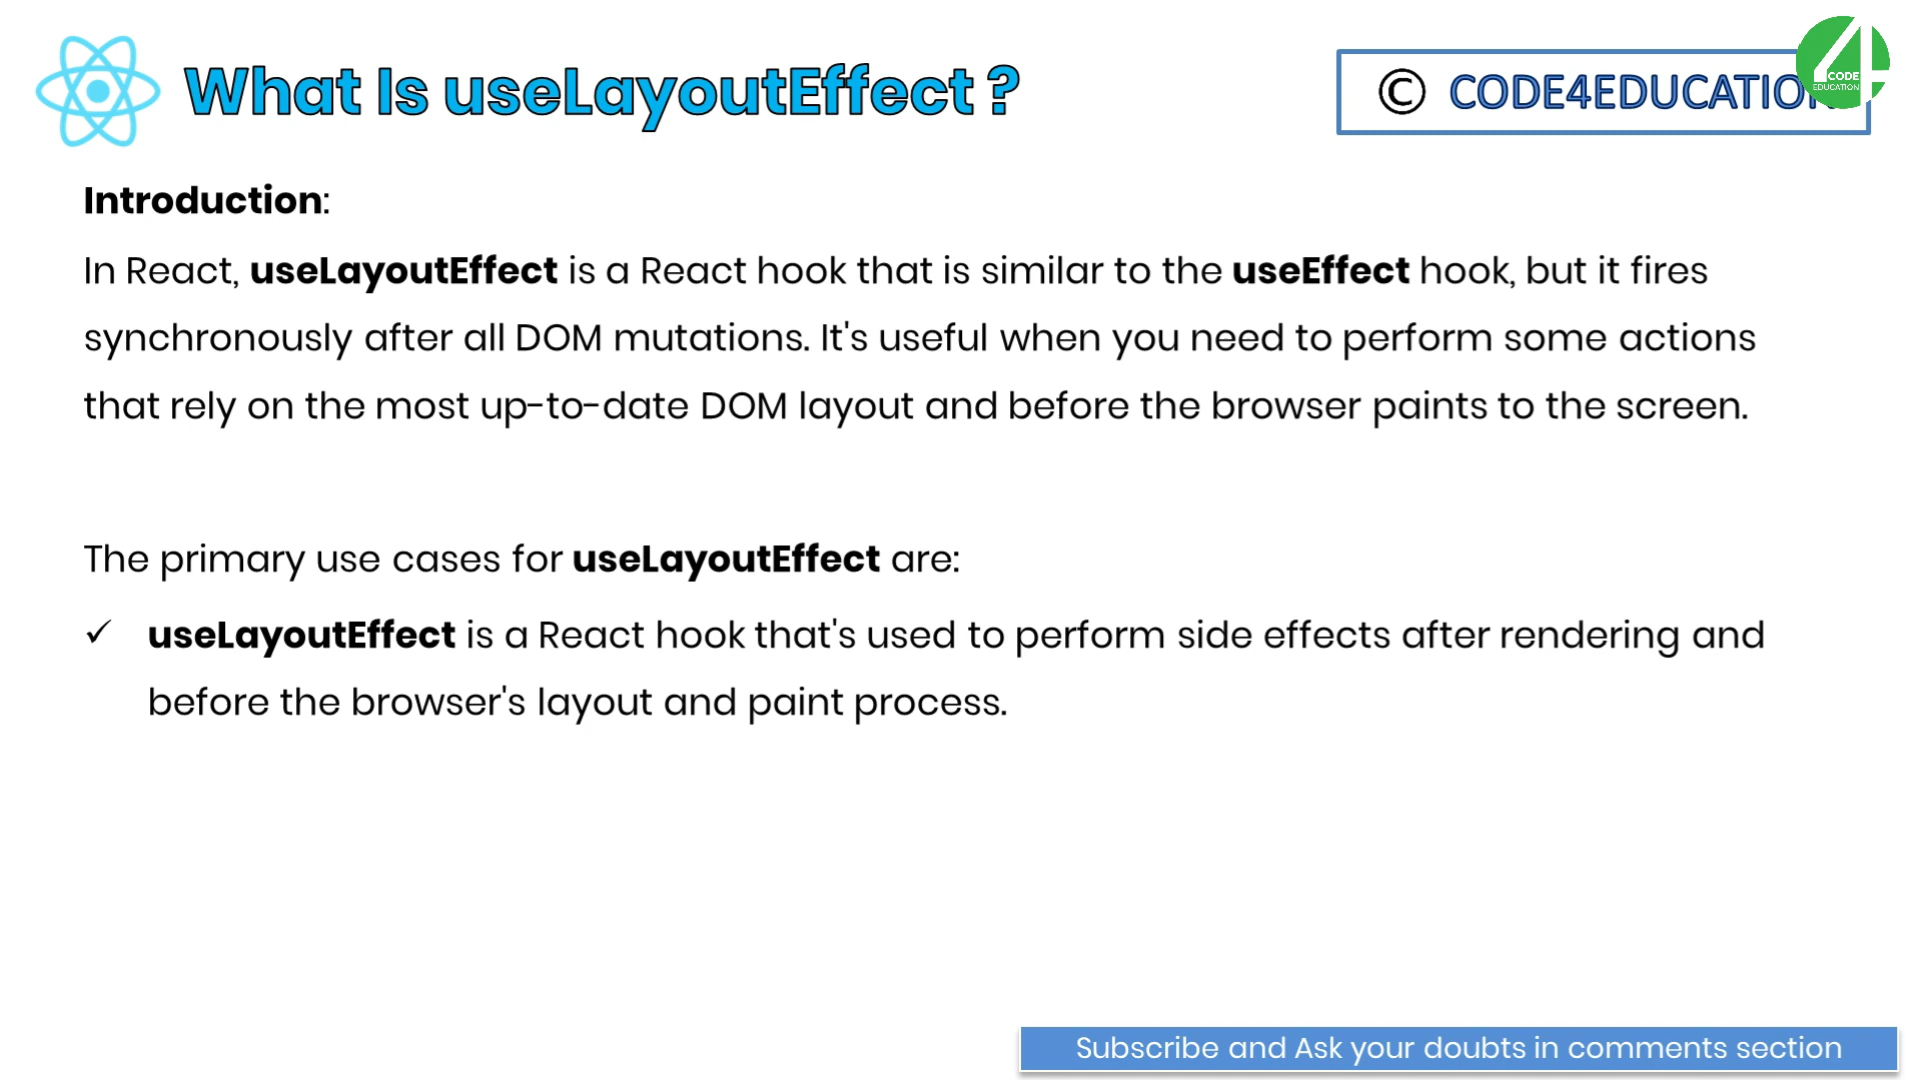 What Is useLayoutEffect ?
© CODE4EDUCATION
CODE
EDUCATION
Introduction:
In React, useLayoutEffect is a React hook that is similar to the useEffect hook, but it fires
synchronously after all DOM mutations. It's useful when you need to perform some actions
that rely on the most up-to-date DOM layout and before the browser paints to the screen.
The primary use cases for useLayoutEffect are:
✓ useLayoutEffect is a React hook that's used to perform side effects after rendering and
before the browser's layout and paint process.
Subscribe and Ask your doubts in comments section